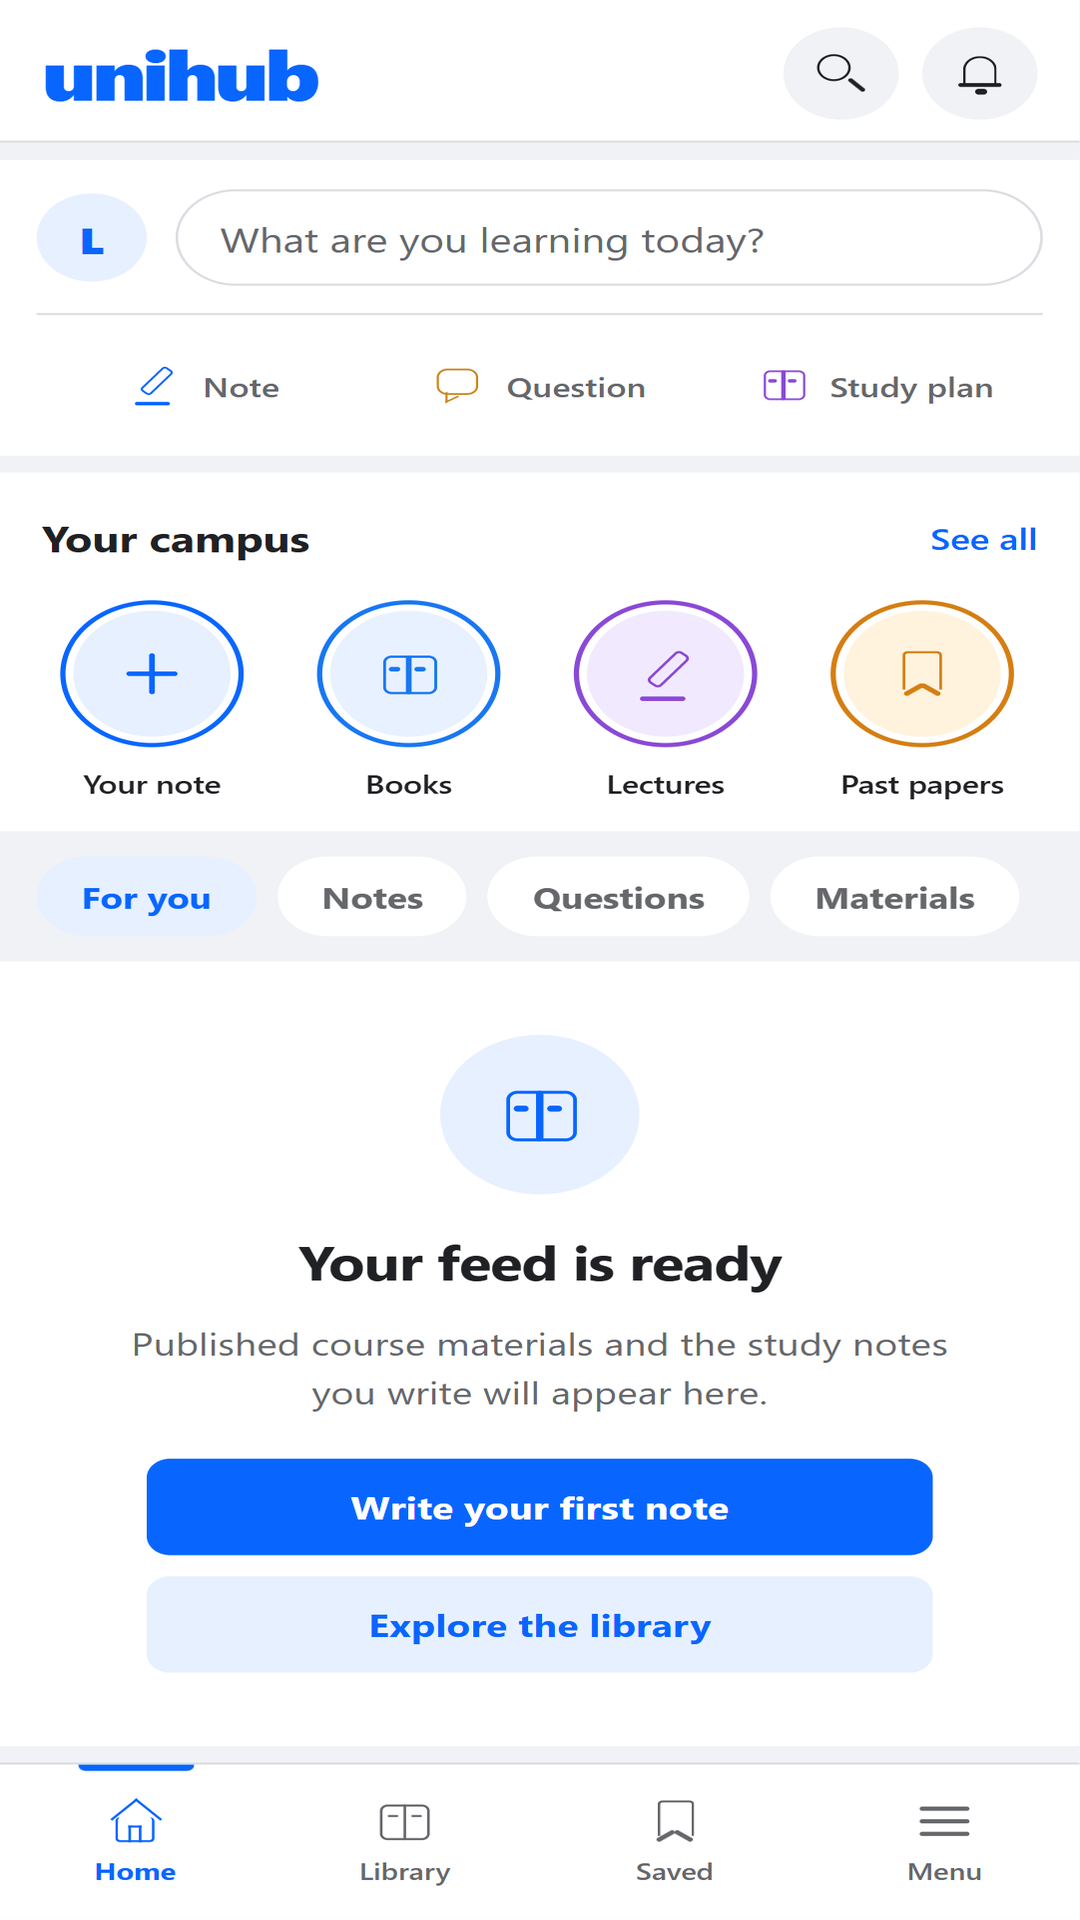 unihub
L
What are you learning today?
Note
Question
Study plan
Your campus
See all
Your note
Books
Lectures
Past papers
For you
Notes
Questions
Materials
Your feed is ready
Published course materials and the study notes
you write will appear here.
Write your first note
Explore the library
Home
Library
Saved
Menu